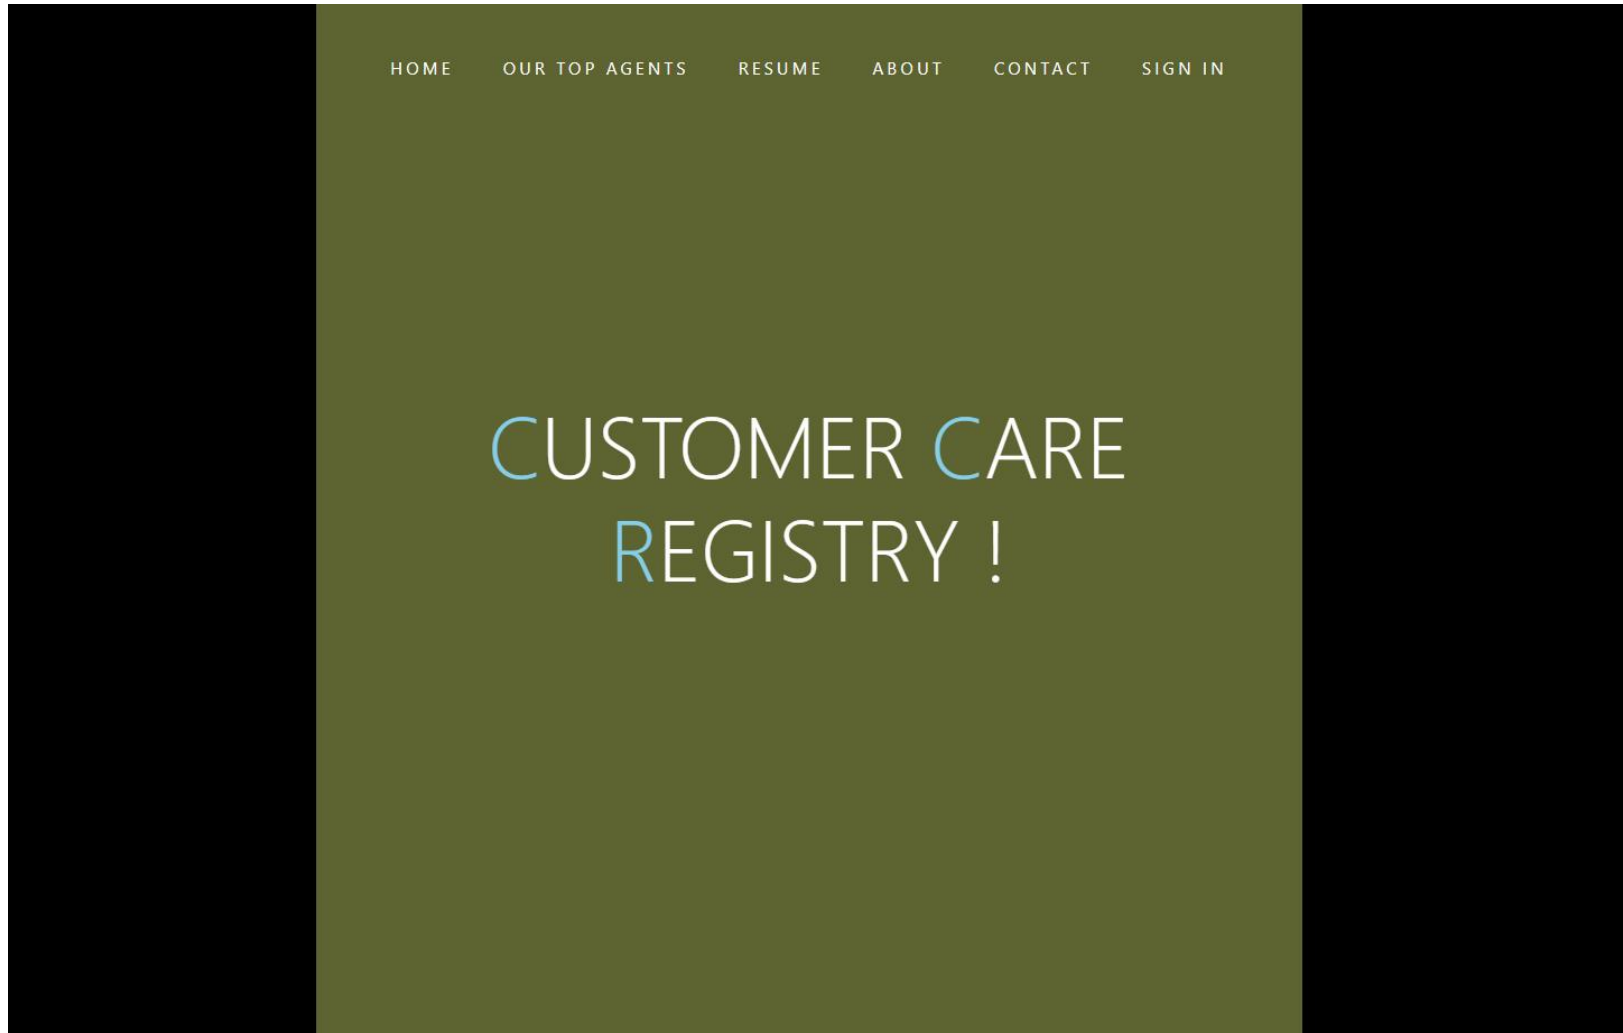 HOME OUR TOP AGENTS RESUME ABOUT CONTACT SIGN IN
CUSTOMER CARE
REGISTRY !